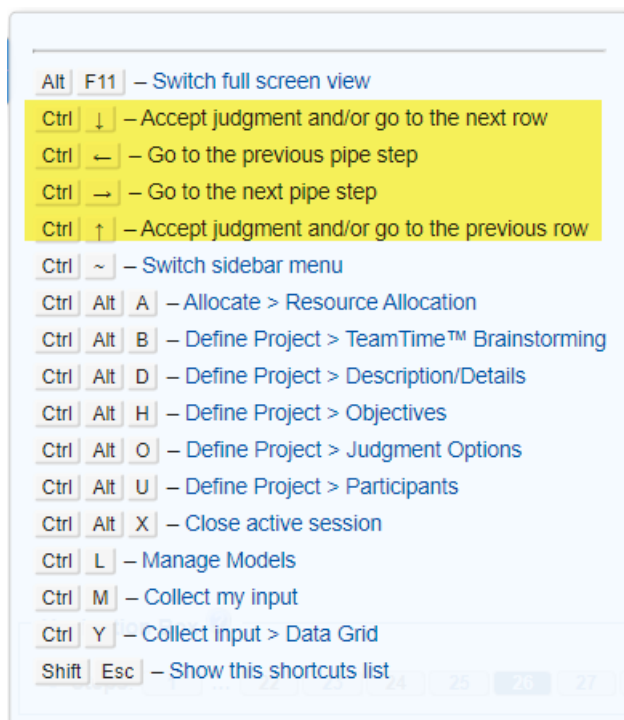 Alt F11 – Switch full screen view
Ctrl ↓ – Accept judgment and/or go to the next row
Ctrl ← – Go to the previous pipe step
Ctrl → – Go to the next pipe step
Ctrl ↑ – Accept judgment and/or go to the previous row
Ctrl ~ – Switch sidebar menu
Ctrl Alt A – Allocate > Resource Allocation
Ctrl Alt B – Define Project > TeamTime™ Brainstorming
Ctrl Alt D – Define Project > Description/Details
Ctrl Alt H – Define Project > Objectives
Ctrl Alt O – Define Project > Judgment Options
Ctrl Alt U – Define Project > Participants
Ctrl Alt X – Close active session
Ctrl L – Manage Models
Ctrl M – Collect my input
Ctrl Y – Collect input > Data Grid
Shift Esc – Show this shortcuts list
24 25 26 27